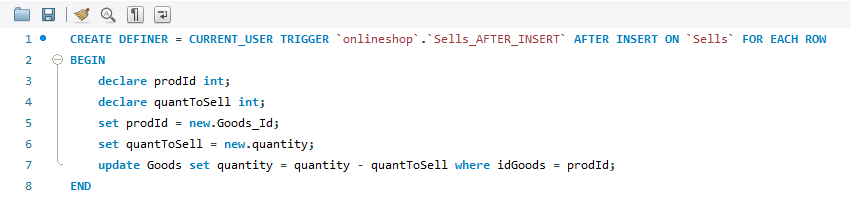 1 CREATE DEFINER = CURRENT_USER TRIGGER `onlineshop`.`Sells_AFTER_INSERT` AFTER INSERT ON `Sells` FOR EACH ROW
2 BEGIN
3 declare prodId int;
4 declare quantToSell int;
5 set prodId = new.Goods_Id;
6 set quantToSell = new.quantity;
7 update Goods set quantity = quantity - quantToSell where idGoods = prodId;
8 END